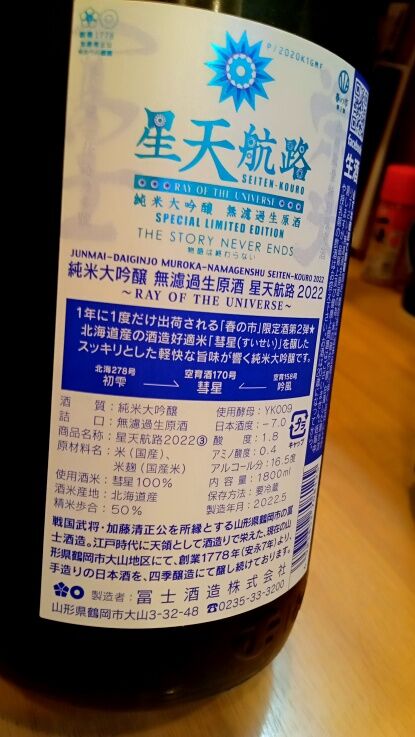 創業1778
P/2020K1GMF
春の市
星天航路
SEITEN-KOURO
RAY OF THE UNIVERSE
純米大吟醸 無濾過生原酒
SPECIAL LIMITED EDITION
THE STORY NEVER ENDS
物語は終わらない
JUNMAI-DAIGINJO MUROKA-NAMAGENSHU SEITEN-KOURO 2022
純米大吟醸 無濾過生原酒 星天航路 2022
～RAY OF THE UNIVERSE～
1年に1度だけ出荷される「春の市」限定酒第2弾★
北海道産の酒造好適米「彗星(すいせい)」を醸した
スッキリとした軽快な旨味が響く純米大吟醸です。
北海278号 空育酒170号 空育158号
初雫 彗星 吟風
酒質:純米大吟醸
詰口:無濾過生原酒
商品名称:星天航路2022③
原材料名:米(国産)、
米麹(国産米)
使用酒米:彗星100%
酒米産地:北海道産
精米歩合:50%
使用酵母:YK009
日本酒度:-7.0
酸度:1.8
アミノ酸度:0.4
アルコール分:16.5度
内容量:1800ml
保存方法:要冷蔵
製造年月:2022.5
キャップ
戦国武将・加藤清正公を所縁とする山形県鶴岡市の冨
士酒造。江戸時代に天領として酒造りで栄えた、現在の山
形県鶴岡市大山地区にて、創業1778年(安永7年)より、
手造りの日本酒を、四季醸造にて醸し続けております。
製造者:冨士酒造株式会社
山形県鶴岡市大山3-32-48 ☎0235-33-3200
生酒